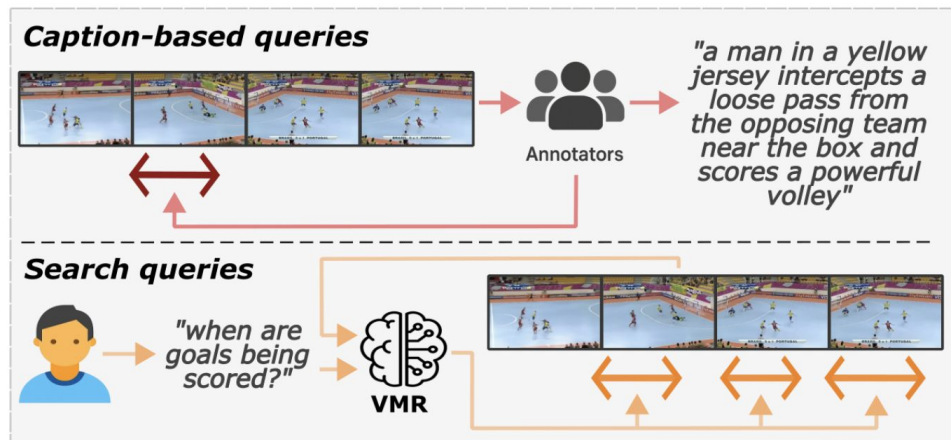 Caption-based queries
"a man in a yellow
jersey intercepts a
loose pass from
the opposing team
near the box and
scores a powerful
volley"
Annotators
Search queries
"when are
goals being
scored?"
VMR